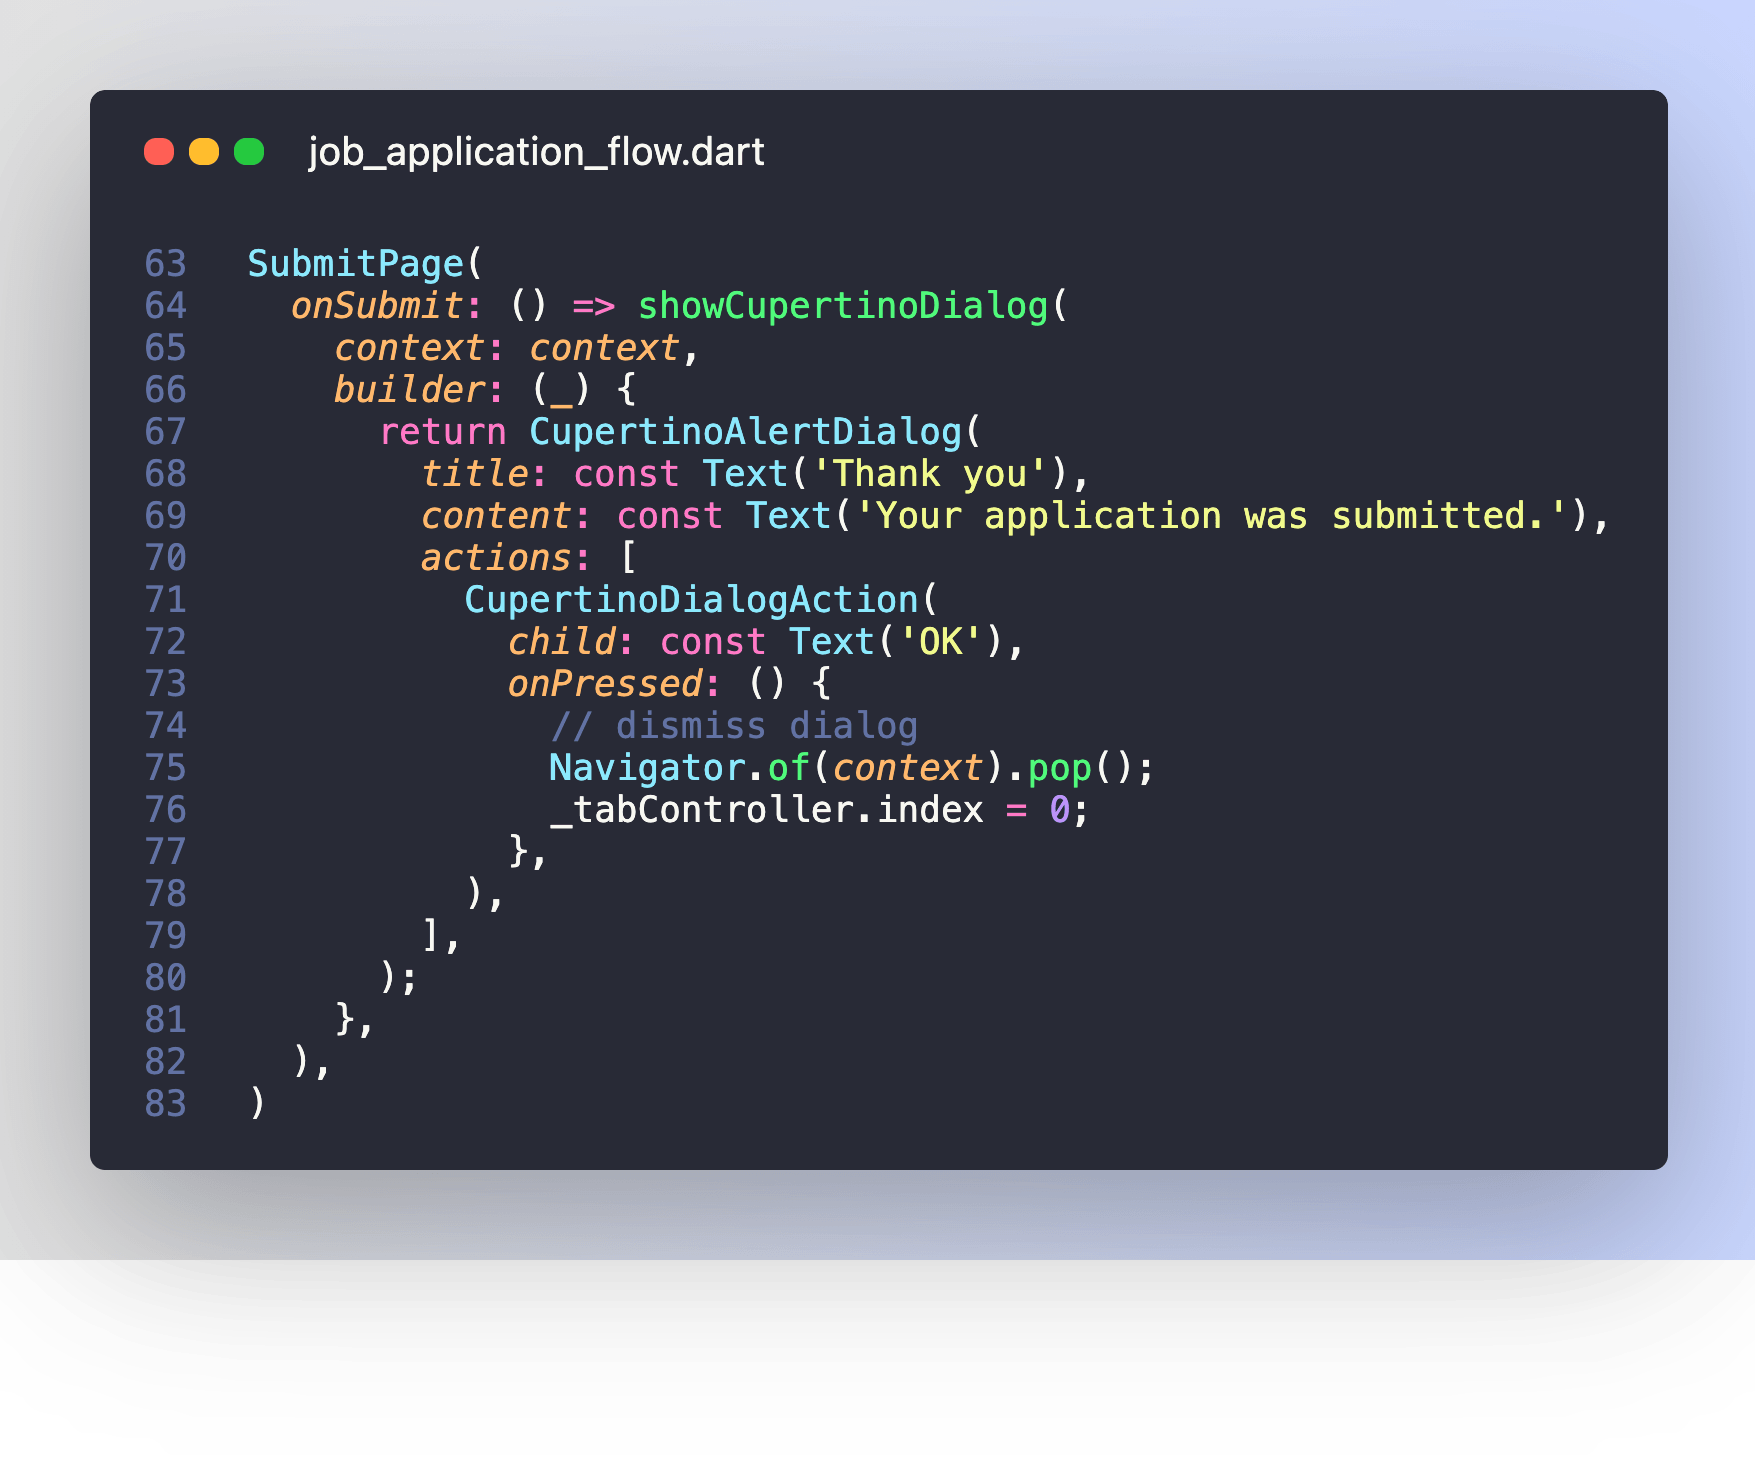 job_application_flow.dart
63 SubmitPage(
64   onSubmit: () => showCupertinoDialog(
65     context: context,
66     builder: (_) {
67       return CupertinoAlertDialog(
68         title: const Text('Thank you'),
69         content: const Text('Your application was submitted.'),
70         actions: [
71           CupertinoDialogAction(
72             child: const Text('OK'),
73             onPressed: () {
74               // dismiss dialog
75               Navigator.of(context).pop();
76               _tabController.index = 0;
77             },
78           ),
79         ],
80       );
81     },
82   ),
83 )